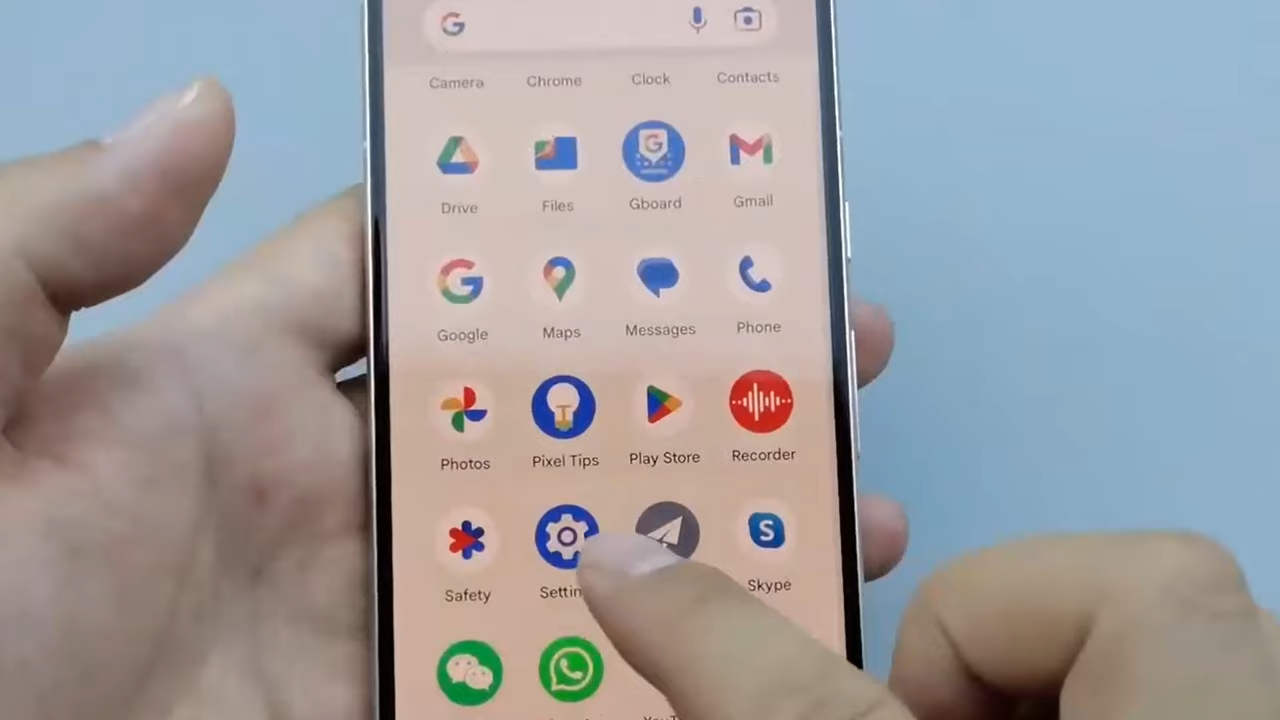 G
Camera Chrome Clock Contacts
G
Drive Files Gboard Gmail
G
Google Maps Messages Phone
Photos Pixel Tips Play Store Recorder
S
Safety Settin Skype